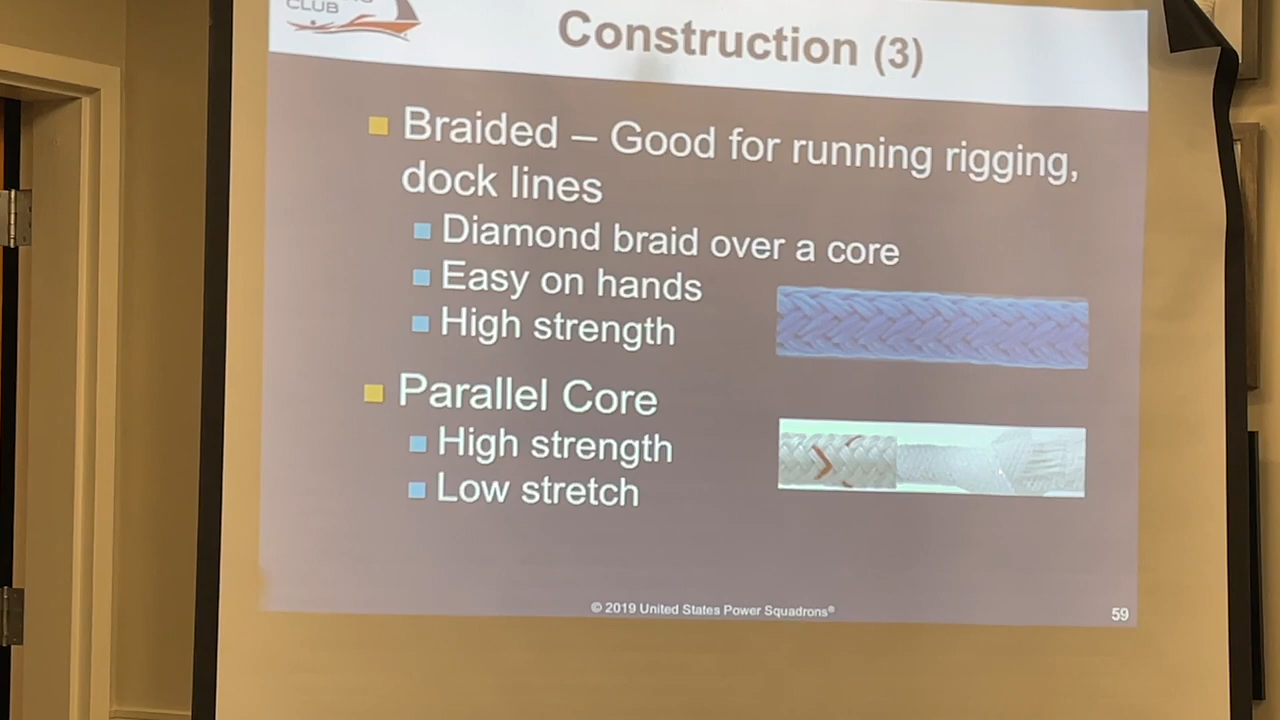 CLUB
Construction (3)
Braided – Good for running rigging,
dock lines
Diamond braid over a core
Easy on hands
High strength
Parallel Core
High strength
Low stretch
© 2019 United States Power Squadrons®
59